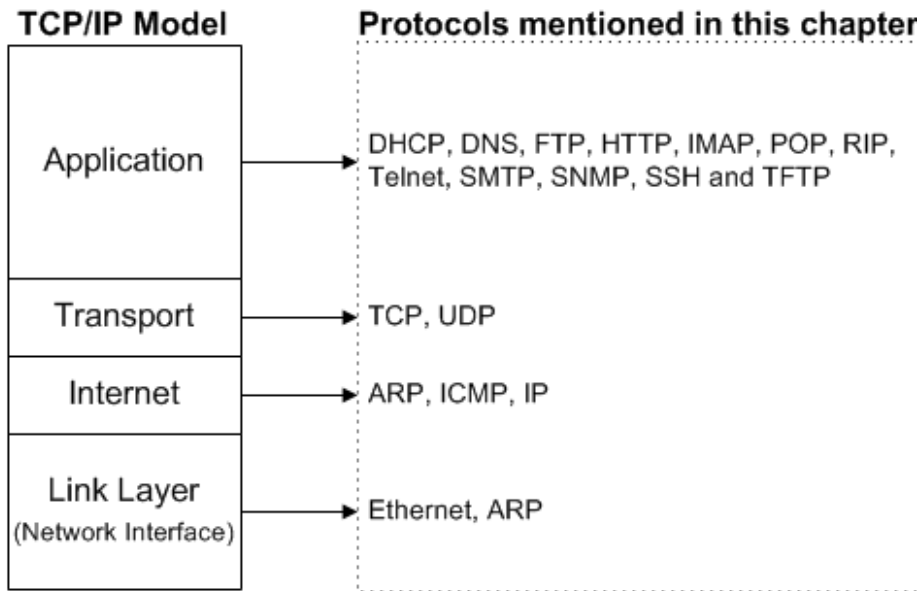 TCP/IP Model
Protocols mentioned in this chapter
Application
DHCP, DNS, FTP, HTTP, IMAP, POP, RIP,
Telnet, SMTP, SNMP, SSH and TFTP
Transport
TCP, UDP
Internet
ARP, ICMP, IP
Link Layer
(Network Interface)
Ethernet, ARP